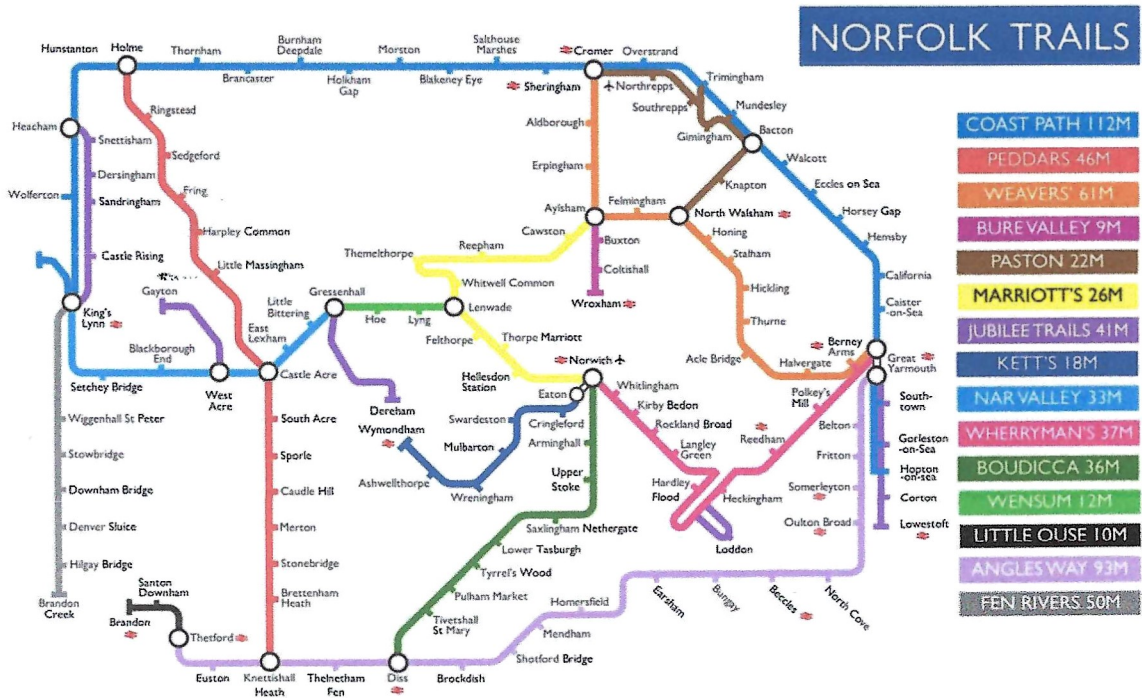 NORFOLK TRAILS
COAST PATH 112M
PEDDARS 46M
WEAVERS' 61M
BURE VALLEY 9M
PASTON 22M
MARRIOTT'S 26M
JUBILEE TRAILS 41M
KETT'S 18M
NAR VALLEY 33M
WHERRYMAN'S 37M
BOUDICCA 36M
WENSUM 12M
LITTLE OUSE 10M
ANGLES WAY 93M
FEN RIVERS 50M
Hunstanton
Holme
Thornham
Brancaster
Burnham
Deepdale
Holkham
Gap
Morston
Blakeney Eye
Salthouse
Marshes
Sheringham
Cromer
Overstrand
Northrepps
Southrepps
Trimingham
Mundesley
Gimingham
Bacton
Walcott
Eccles on Sea
Horsey Gap
Hemsby
California
Caister
-on-Sea
Knapton
Heacham
Snettisham
Dersingham
Sandringham
Wolferton
Castle Rising
King's
Lynn
Ringstead
Sedgeford
Fring
Harpley Common
Little Massingham
East
Lexham
Aldborough
Erpingham
Aylsham
Felmingham
North Walsham
Honing
Stalham
Hickling
Thurne
Acle Bridge
Halvergate
Berney
Arms
Great
Yarmouth
Buxton
Coltishall
Wroxham
Cawston
Reepham
Themelthorpe
Whitwell Common
Lenwade
Felthorpe
Thorpe Marriott
Hellesdon
Station
Norwich
Gayton
Blackborough
End
Setchey Bridge
West
Acre
Castle Acre
Little
Bittering
Gressenhall
Hoe
Lyng
Dereham
Wymondham
Ashwellthorpe
Wreningham
Mulbarton
Swardeston
Eaton
Cringleford
Arminghall
Upper
Stoke
Saxlingham Nethergate
Lower Tasburgh
Tyrrel's Wood
Pulham Market
Tivetshall
St Mary
Diss
Whitlingham
Kirby Bedon
Rockland Broad
Langley
Green
Hardley
Flood
Loddon
Heckingham
Reedham
Polkey's
Mill
South-
town
Gorleston
-on-Sea
Hopton
-on-sea
Corton
Lowestoft
Belton
Fritton
Somerleyton
Oulton Broad
North Cove
Beccles
Bungay
Earsham
Homersfield
Mendham
Shotford Bridge
Brockdish
Thelnetham
Fen
Knettishall
Heath
Euston
Thetford
Santon
Downham
Brandon
South Acre
Sporle
Caudle Hill
Merton
Stonebridge
Brettenham
Heath
Wiggenhall St Peter
Stowbridge
Downham Bridge
Denver Sluice
Hilgay Bridge
Brandon
Creek